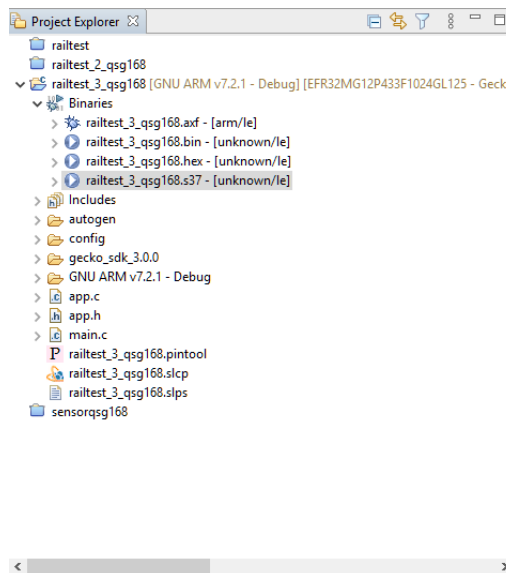 Project Explorer
railtest
railtest_2_qsg168
railtest_3_qsg168 [GNU ARM v7.2.1 - Debug] [EFR32MG12P433F1024GL125 - Geck
Binaries
railtest_3_qsg168.axf - [arm/le]
railtest_3_qsg168.bin - [unknown/le]
railtest_3_qsg168.hex - [unknown/le]
railtest_3_qsg168.s37 - [unknown/le]
Includes
autogen
config
gecko_sdk_3.0.0
GNU ARM v7.2.1 - Debug
app.c
app.h
main.c
railtest_3_qsg168.pintool
railtest_3_qsg168.slcp
railtest_3_qsg168.slps
sensorqsg168